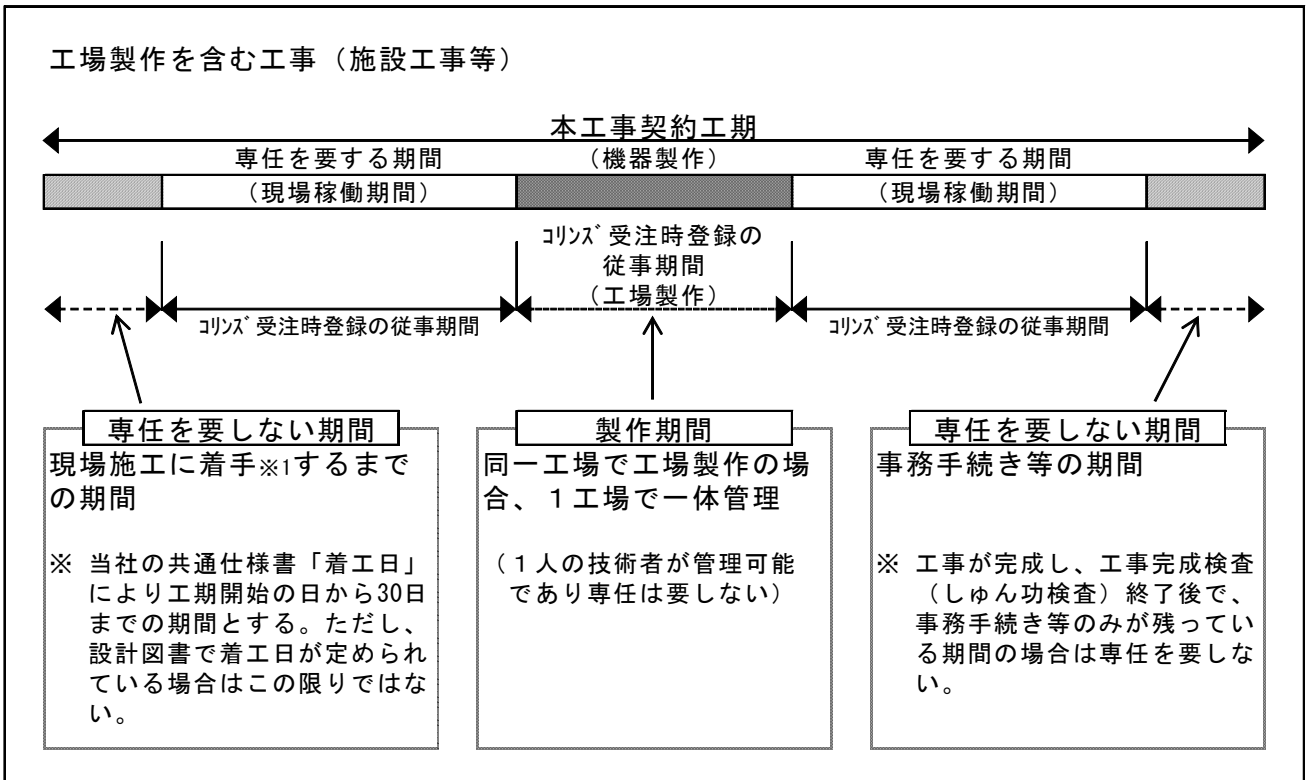 工場製作を含む工事（施設工事等）
本工事契約工期
専任を要する期間
（機器製作）
専任を要する期間
（現場稼働期間）
（現場稼働期間）
ｺﾘﾝｽﾞ受注時登録の
従事期間
（工場製作）
ｺﾘﾝｽﾞ受注時登録の従事期間
ｺﾘﾝｽﾞ受注時登録の従事期間
専任を要しない期間
現場施工に着手※1するまで
の期間
※ 当社の共通仕様書「着工日」
により工期開始の日から30日
までの期間とする。ただし、
設計図書で着工日が定められ
ている場合はこの限りではな
い。
製作期間
同一工場で工場製作の場
合、１工場で一体管理
（１人の技術者が管理可能
であり専任は要しない）
専任を要しない期間
事務手続き等の期間
※ 工事が完成し、工事完成検査
（しゅん功検査）終了後で、
事務手続き等のみが残ってい
る期間の場合は専任を要しな
い。